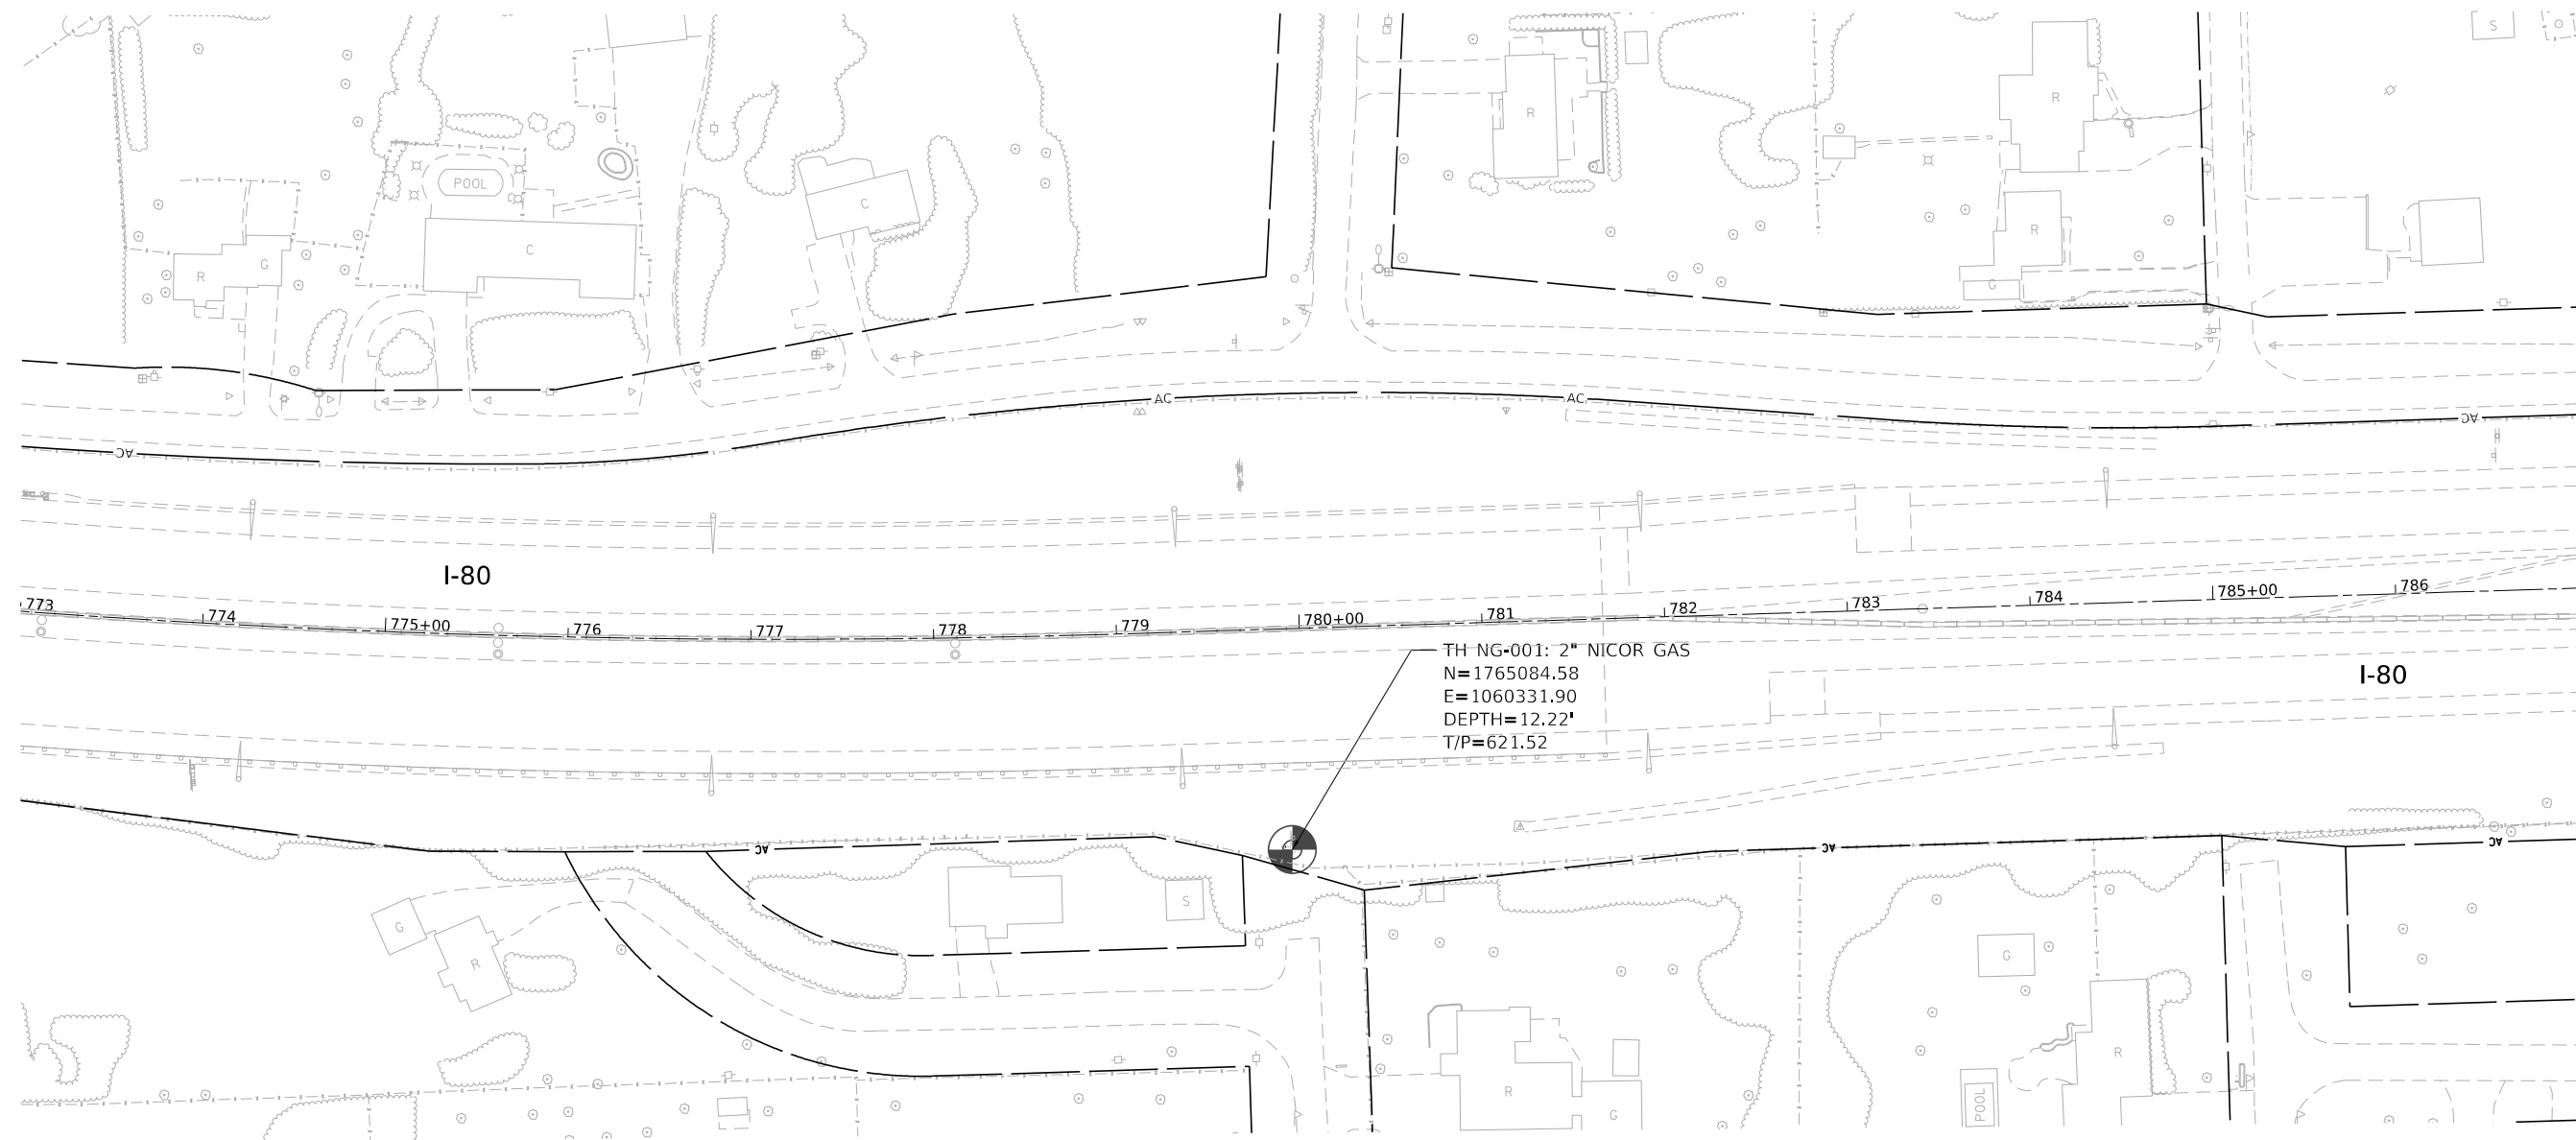 S
R
R
POOL
C
C
R
G
R
G
AC
AC
AC
AC
I-80
773
774
775+00
776
777
778
779
780+00
781
782
783
784
785+00
786
TH NG-001: 2" NICOR GAS
N=1765084.58
E=1060331.90
DEPTH=12.22'
T/P=621.52
I-80
AC
AC
AC
S
G
R
G
R
G
R
POOL